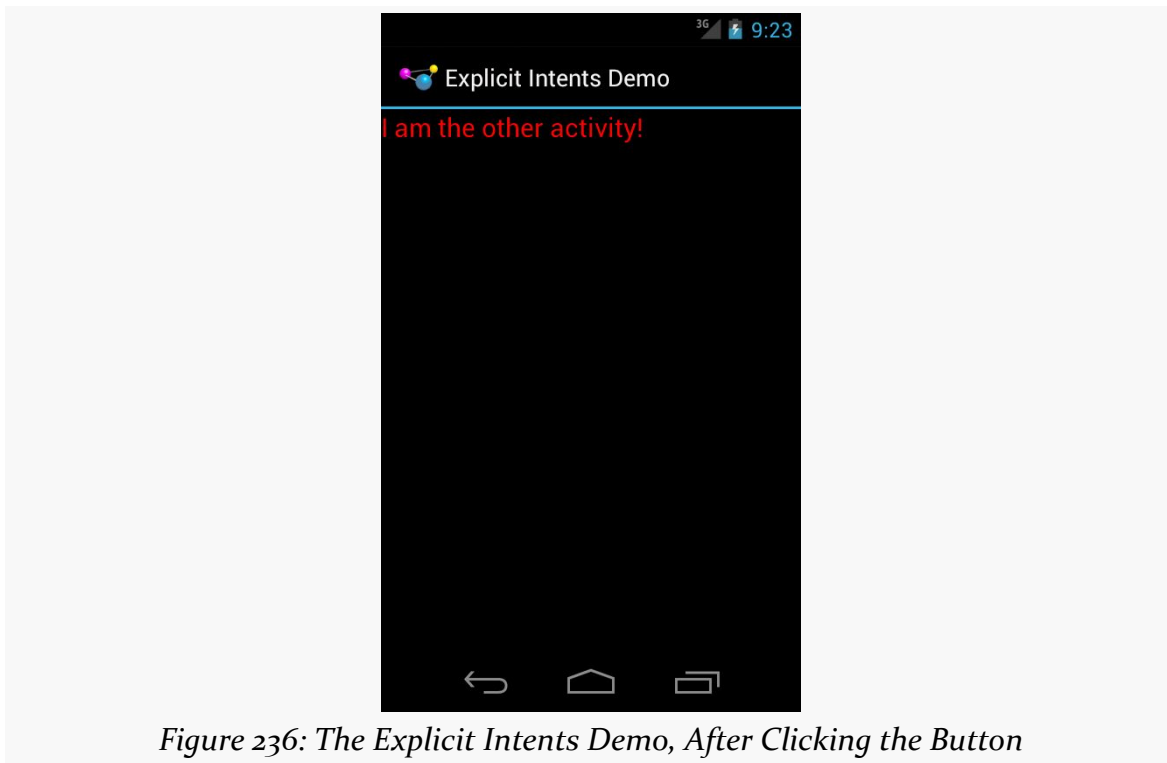 3G 9:23
Explicit Intents Demo
I am the other activity!
Figure 236: The Explicit Intents Demo, After Clicking the Button